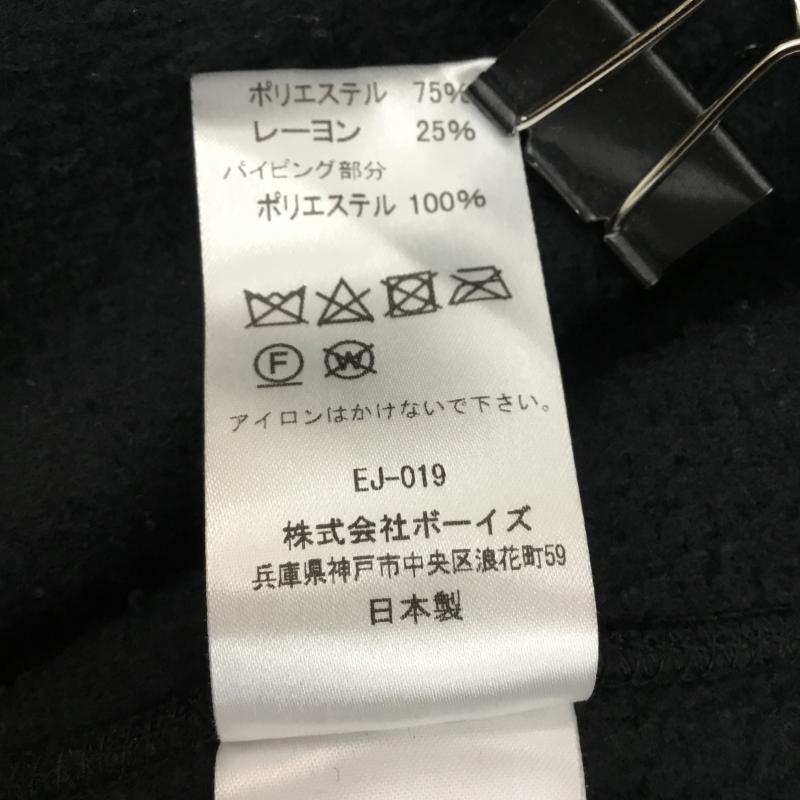 ポリエステル 75%
レーヨン 25%
パイピング部分
ポリエステル 100%
F W
アイロンはかけないで下さい。
EJ-019
株式会社ボーイズ
兵庫県神戸市中央区浪花町59
日本製